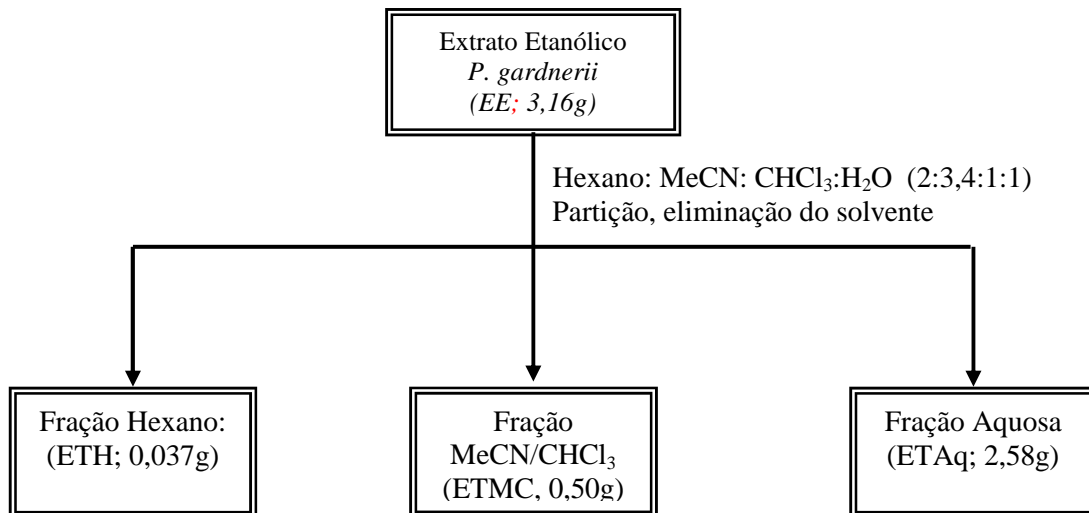 Extrato Etanólico
P. gardnerii
(EE; 3,16g)
Hexano: MeCN: CHCl₃:H₂O (2:3,4:1:1)
Partição, eliminação do solvente
Fração Hexano:
(ETH; 0,037g)
Fração
MeCN/CHCl₃
(ETMC, 0,50g)
Fração Aquosa
(ETAq; 2,58g)